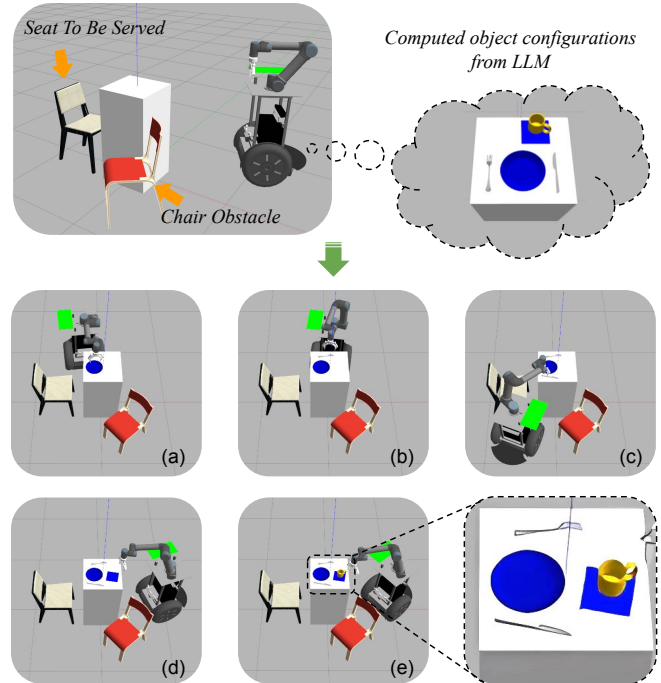 Seat To Be Served
Computed object configurations
from LLM
Chair Obstacle
(a)
(b)
(c)
(d)
(e)